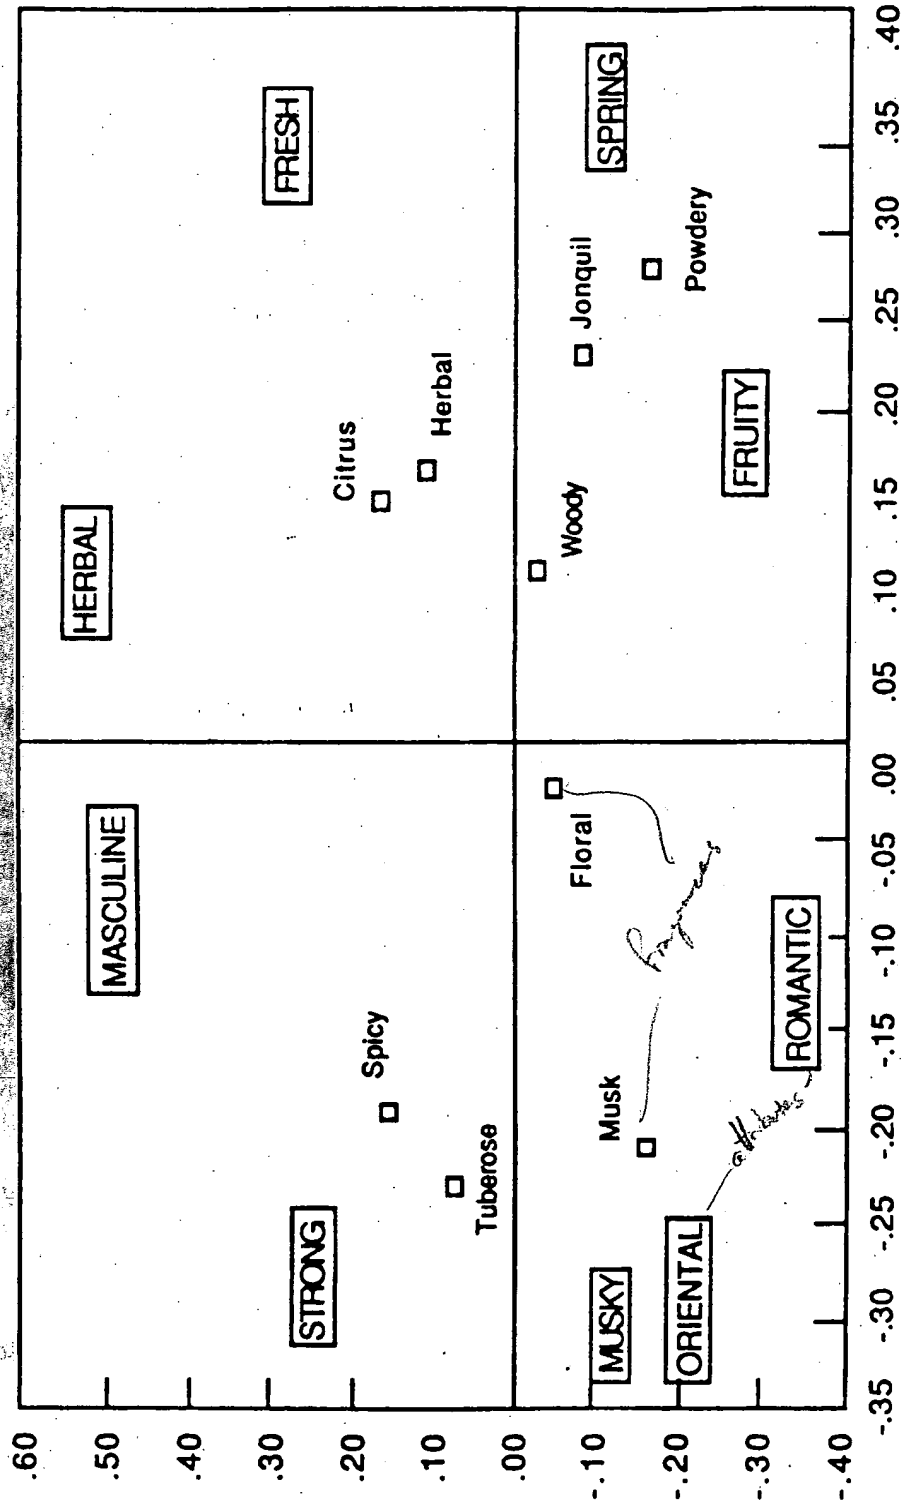 .60
.50
.40
.30
.20
.10
.00
-.10
-.20
-.30
-.40
HERBAL
FRESH
MASCULINE
STRONG
Citrus
Herbal
Spicy
Tuberose
Woody
Jonquil
SPRING
Powdery
FRUITY
Floral
Musk
Fragrances
MUSKY
ORIENTAL
attributes
ROMANTIC
-.35 -.30 -.25 -.20 -.15 -.10 -.05 .00 .05 .10 .15 .20 .25 .30 .35 .40